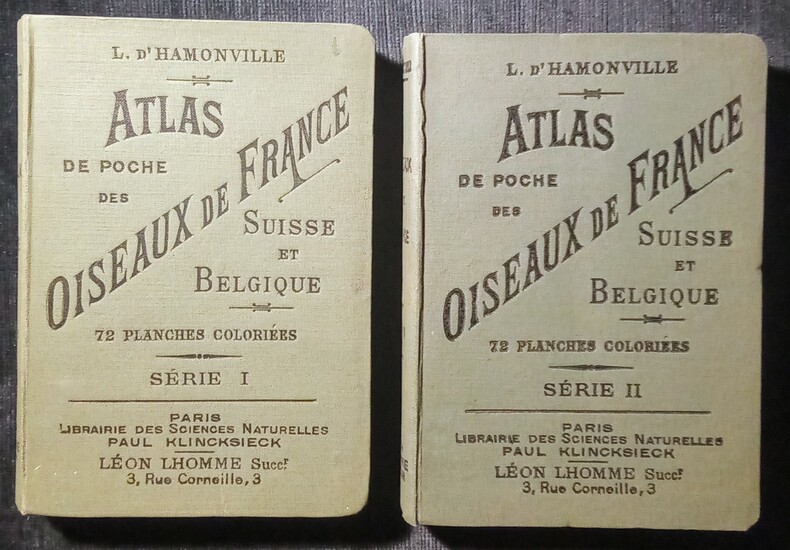 L. D'HAMONVILLE
ATLAS
DE POCHE
DES
OISEAUX DE FRANCE
SUISSE
ET
BELGIQUE
72 PLANCHES COLORIÉES
SÉRIE I
PARIS
LIBRAIRIE DES SCIENCES NATURELLES
PAUL KLINCKSIECK
LÉON LHOMME Succr
3, Rue Corneille, 3
L. D'HAMONVILLE
ATLAS
DE POCHE
DES
OISEAUX DE FRANCE
SUISSE
ET
BELGIQUE
72 PLANCHES COLORIÉES
SÉRIE II
PARIS
LIBRAIRIE DES SCIENCES NATURELLES
PAUL KLINCKSIECK
LÉON LHOMME Succr
3, Rue Corneille, 3